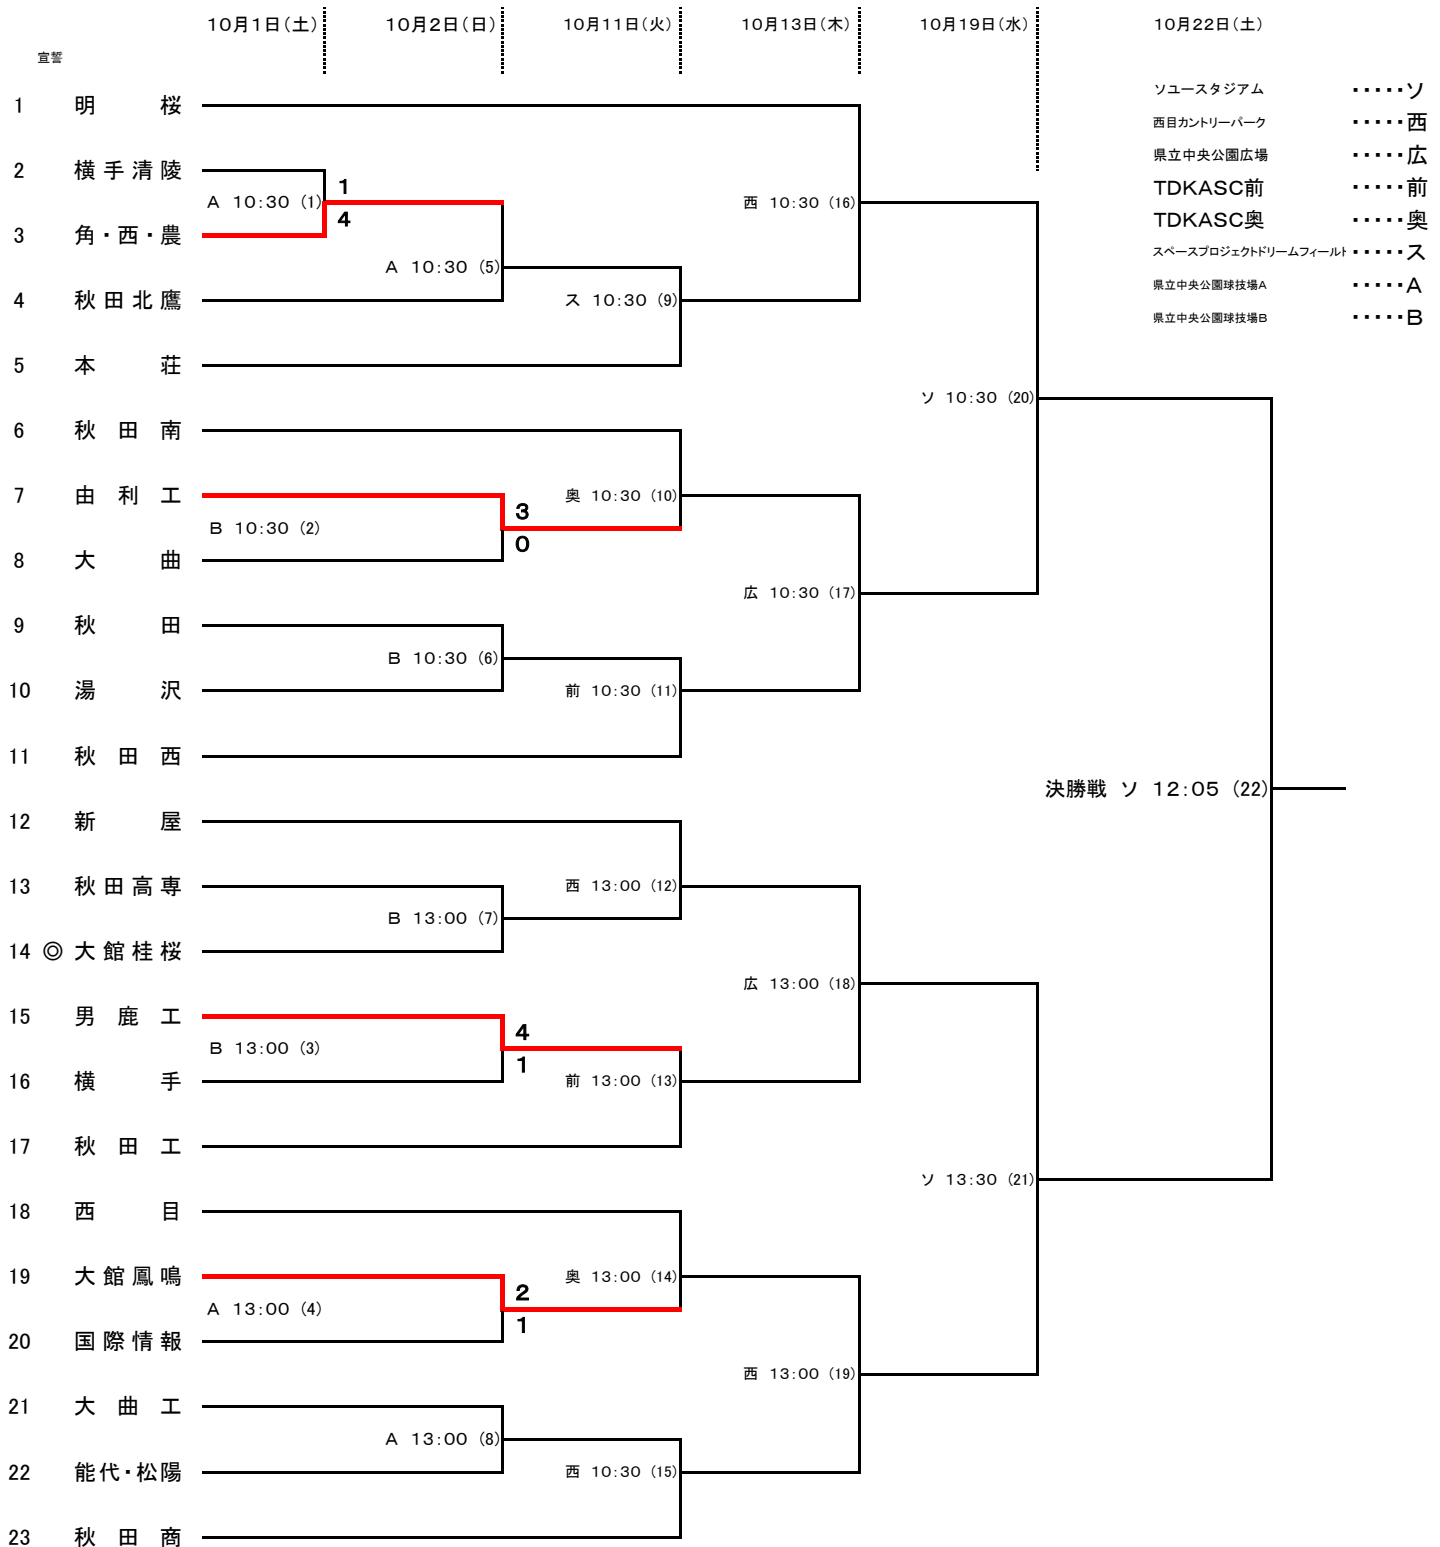 10月1日(土) 10月2日(日) 10月11日(火) 10月13日(木) 10月19日(水) 10月22日(土)
宣誓
ソユースタジアム ・・・・・ソ
1 明桜
西目カントリーパーク ・・・・・西
県立中央公園広場 ・・・・・広
2 横手清陵
TDKASC前 ・・・・・前
1
A 10:30 (1)
西 10:30 (16)
4
TDKASC奥 ・・・・・奥
3 角・西・農
スペースプロジェクトドリームフィールド ・・・・・ス
A 10:30 (5)
県立中央公園球技場A ・・・・・A
4 秋田北鷹
ス 10:30 (9)
県立中央公園球技場B ・・・・・B
5 本荘
ソ 10:30 (20)
6 秋田南
7 由利工
奥 10:30 (10)
3
B 10:30 (2)
0
8 大曲
広 10:30 (17)
9 秋田
B 10:30 (6)
10 湯沢
前 10:30 (11)
11 秋田西
決勝戦 ソ 12:05 (22)
12 新屋
13 秋田高専
西 13:00 (12)
B 13:00 (7)
14 ◎ 大館桂桜
広 13:00 (18)
15 男鹿工
4
B 13:00 (3)
1
16 横手
前 13:00 (13)
17 秋田工
ソ 13:30 (21)
18 西目
19 大館鳳鳴
奥 13:00 (14)
2
A 13:00 (4)
1
20 国際情報
西 13:00 (19)
21 大曲工
A 13:00 (8)
22 能代・松陽
西 10:30 (15)
23 秋田商